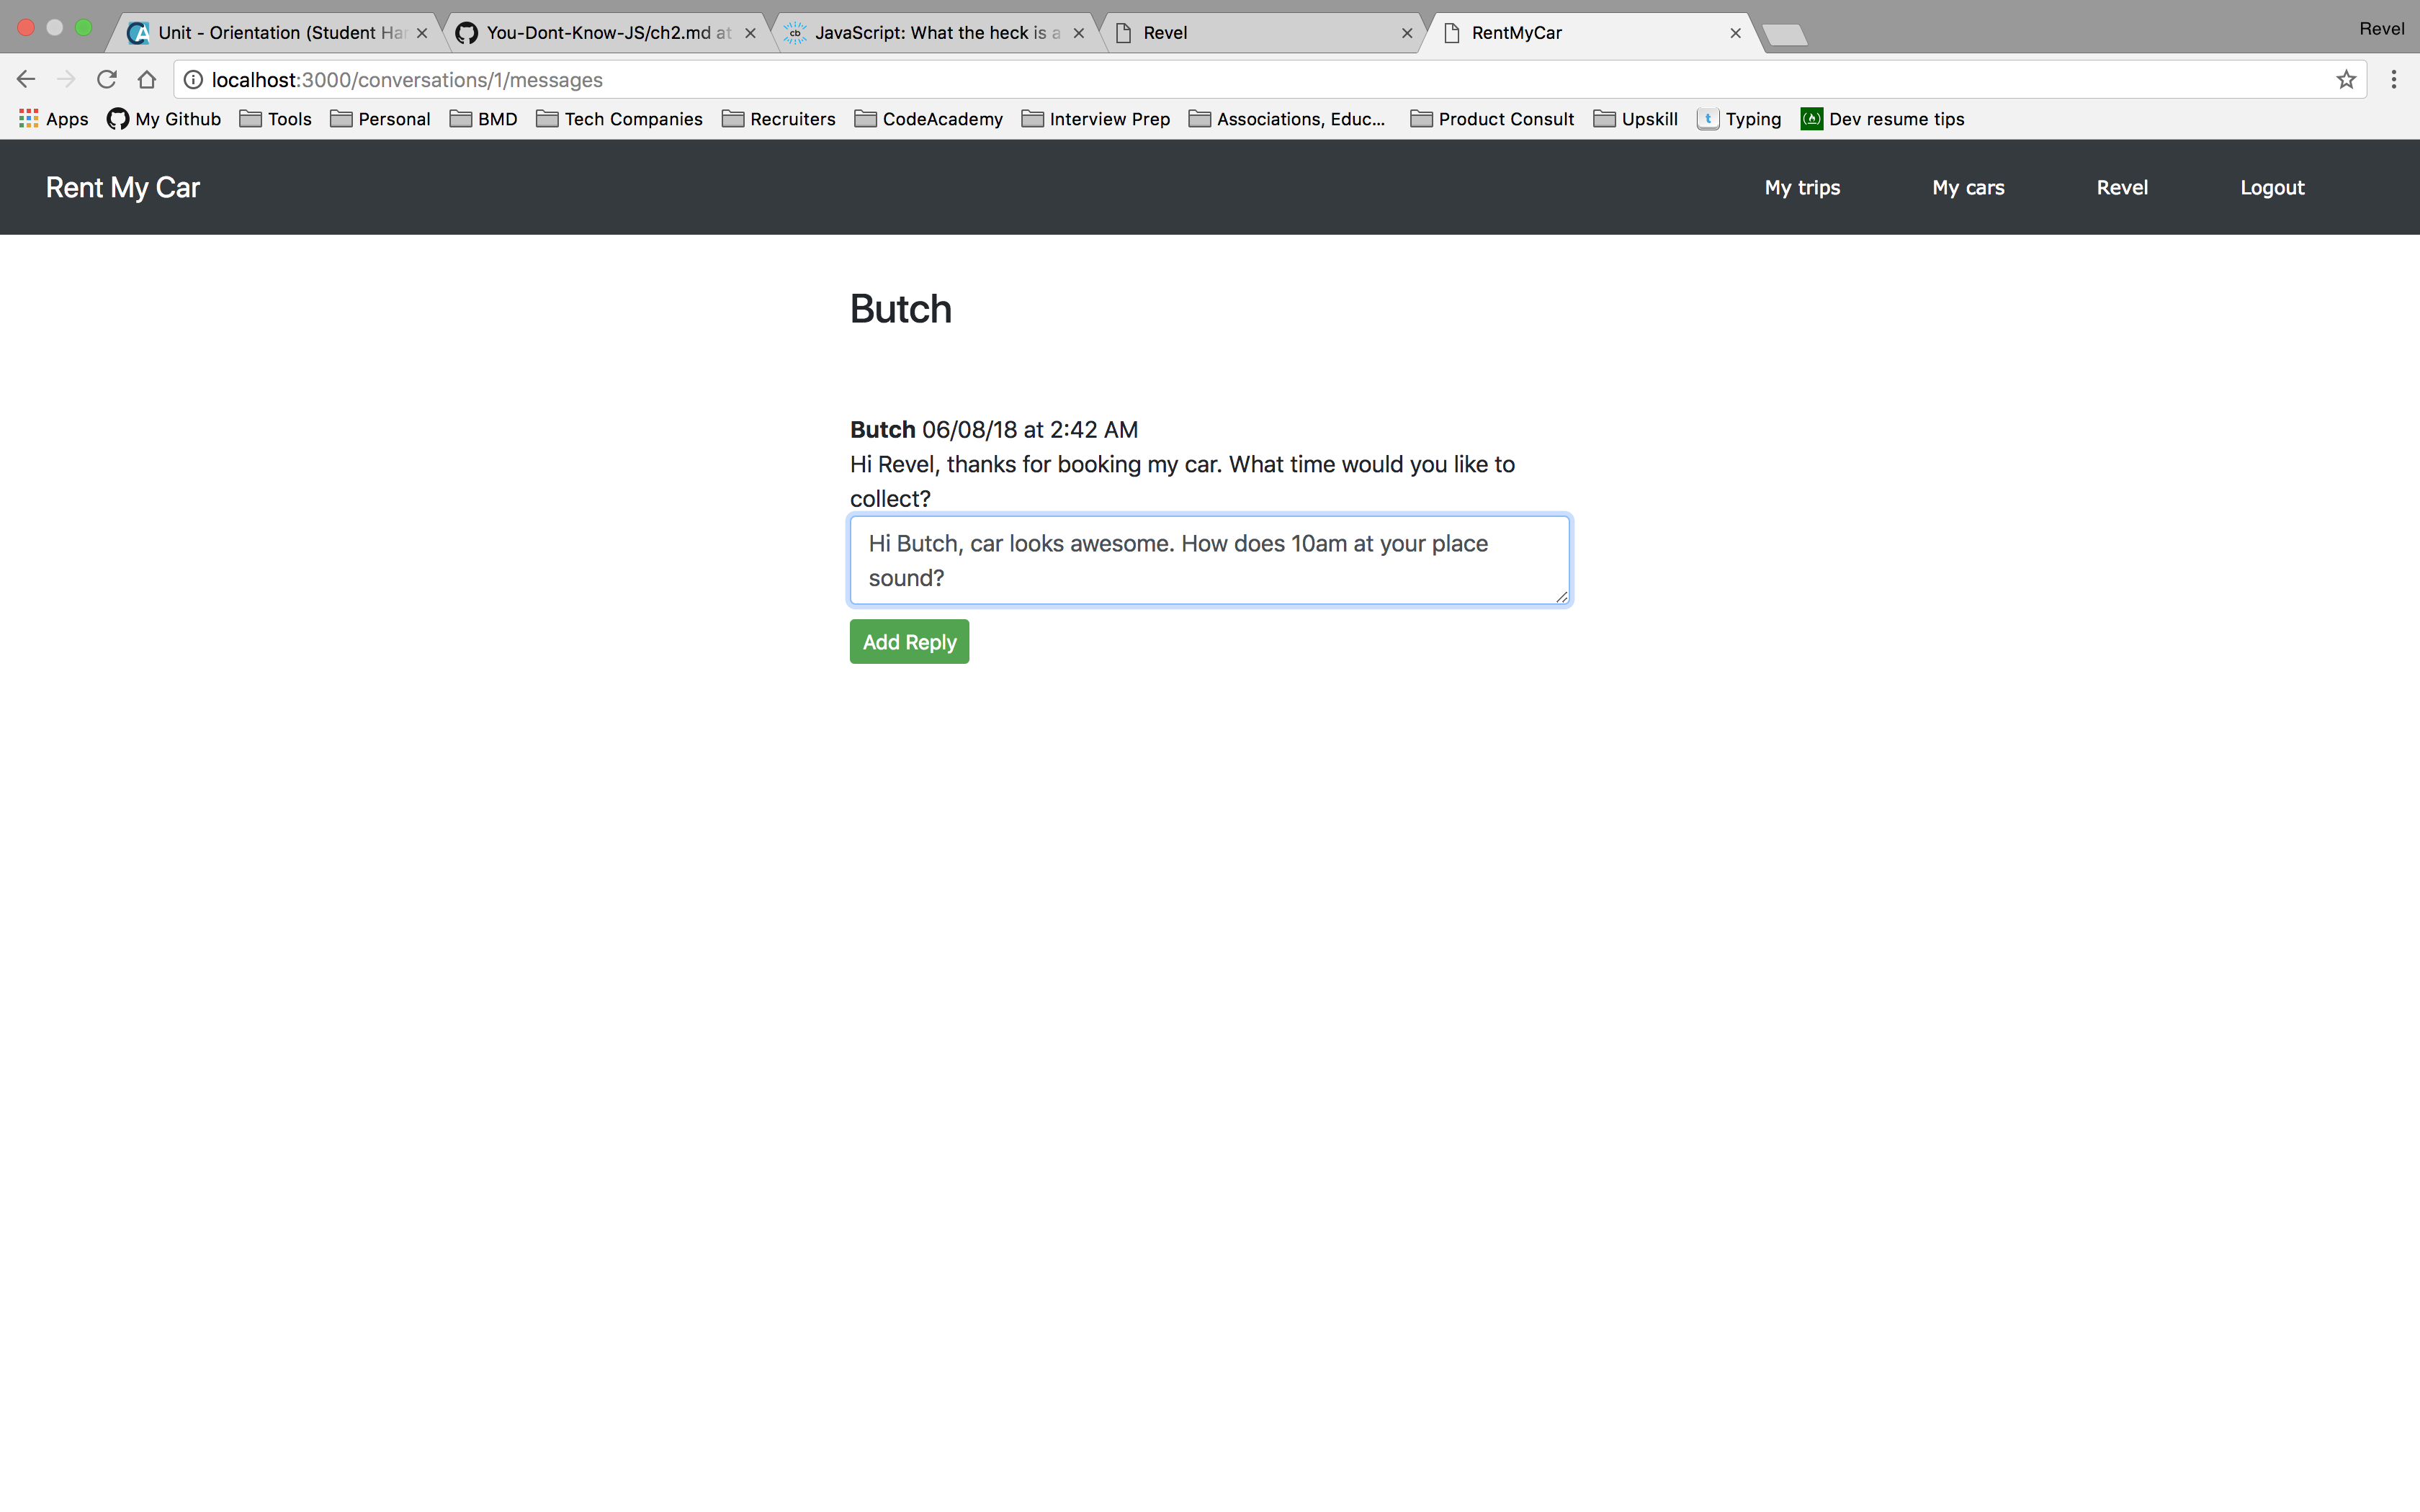 Unit - Orientation (Student Ha
You-Dont-Know-JS/ch2.md at
JavaScript: What the heck is a
Revel
RentMyCar
Revel
localhost:3000/conversations/1/messages
Apps
My Github
Tools
Personal
BMD
Tech Companies
Recruiters
CodeAcademy
Interview Prep
Associations, Educ...
Product Consult
Upskill
Typing
Dev resume tips
Rent My Car
My trips
My cars
Revel
Logout
Butch
Butch 06/08/18 at 2:42 AM
Hi Revel, thanks for booking my car. What time would you like to
collect?
Hi Butch, car looks awesome. How does 10am at your place
sound?
Add Reply